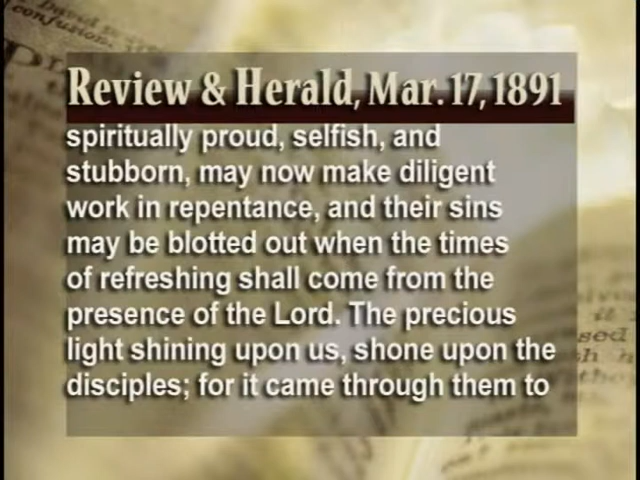 Review & Herald, Mar. 17, 1891
spiritually proud, selfish, and
stubborn, may now make diligent
work in repentance, and their sins
may be blotted out when the times
of refreshing shall come from the
presence of the Lord. The precious
light shining upon us, shone upon the
disciples; for it came through them to